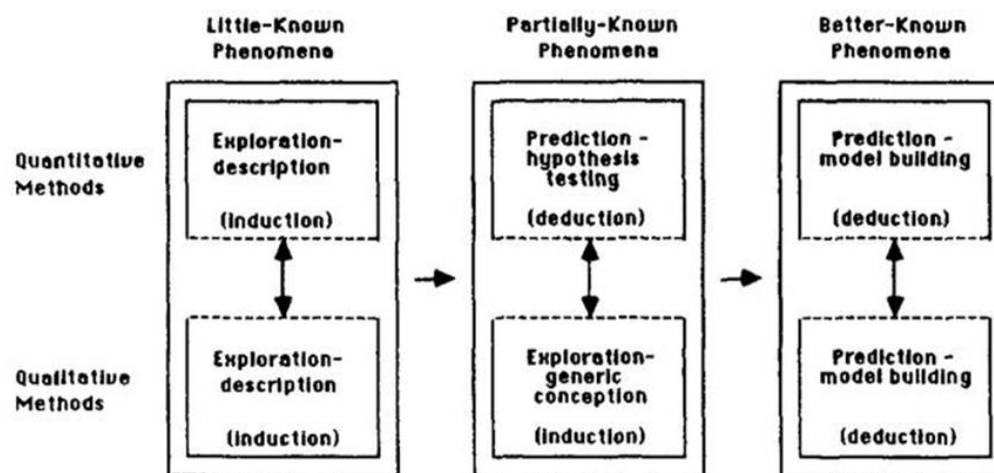 Little-Known
Phenomena
Partially-Known
Phenomena
Better-Known
Phenomena
Quantitative
Methods
Exploration-
description
(induction)
Prediction -
hypothesis
testing
(deduction)
Prediction -
model building
(deduction)
Qualitative
Methods
Exploration-
description
(induction)
Exploration-
generic
conception
(induction)
Prediction -
model building
(deduction)